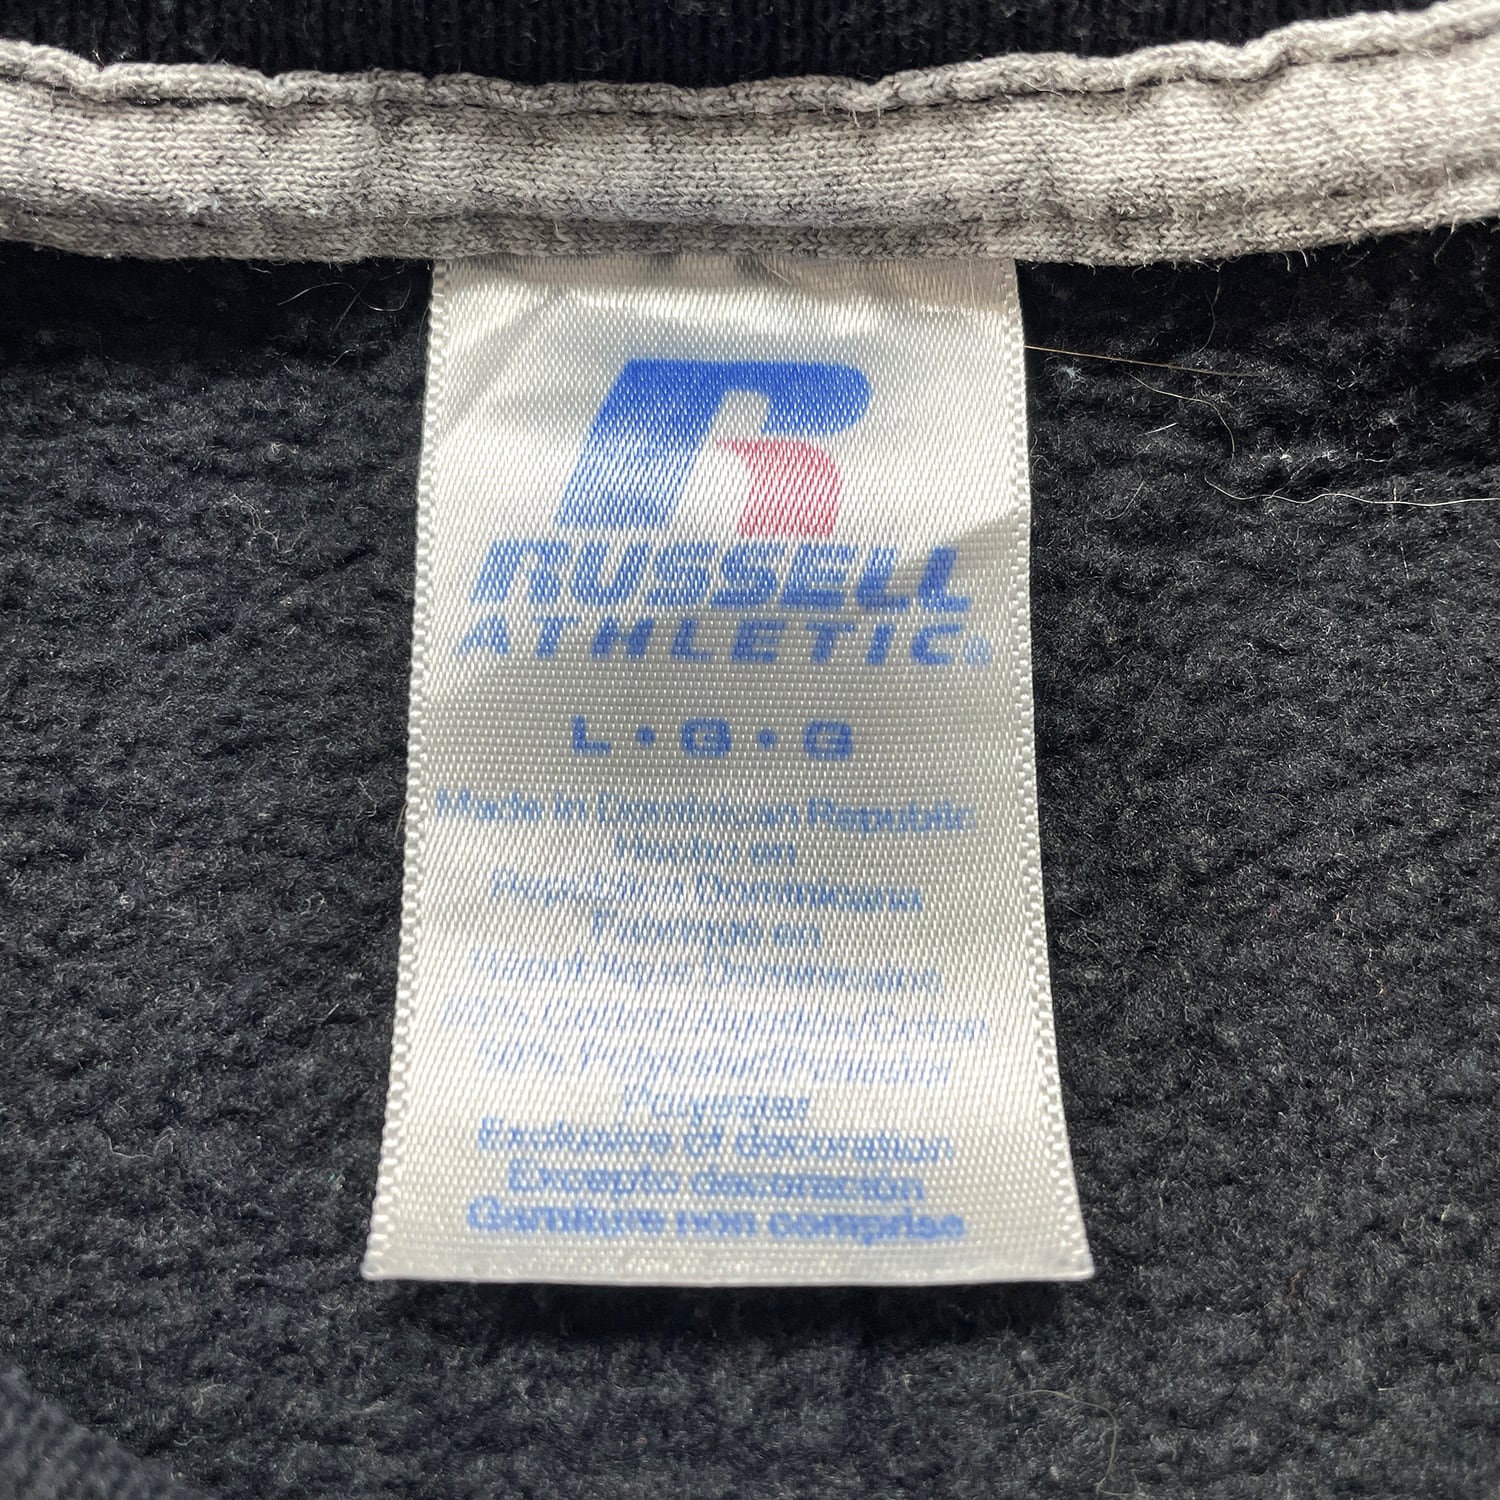 R
RUSSELL
ATHLETIC®
L • G • G
Made in Dominican Republic
Hecho en
República Dominicana
Fabriqué en
République Dominicaine
Cotton
Polyester
Exclusive of decoration
Excepto decoración
Garniture non comprise